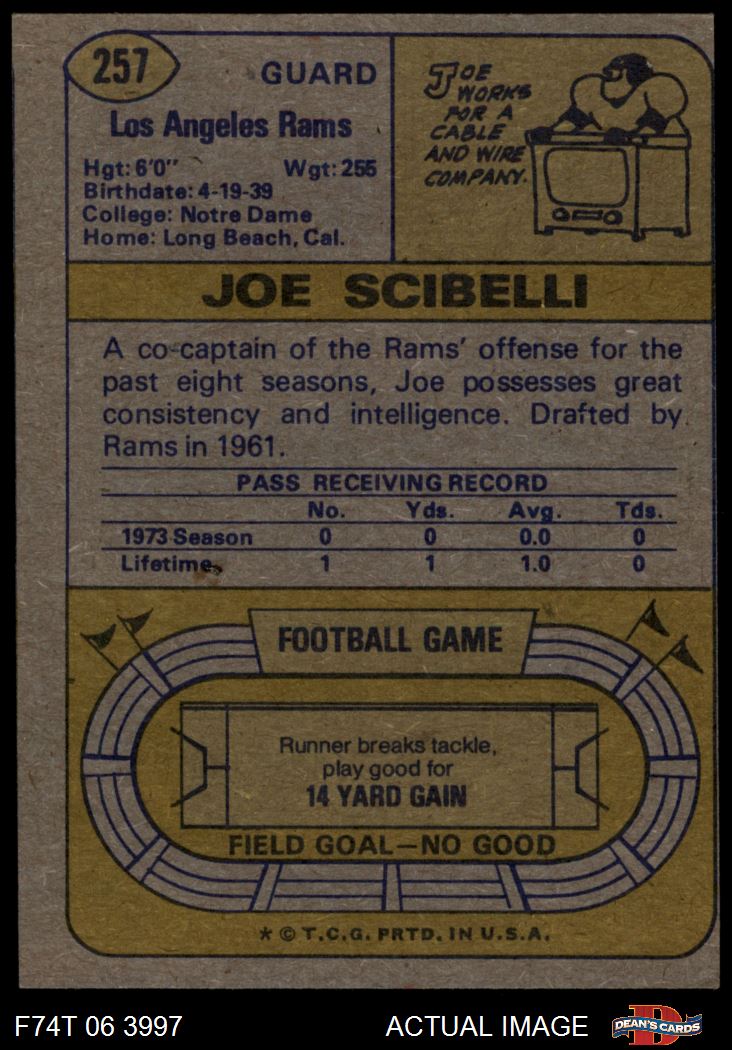 257
GUARD
Los Angeles Rams
Hgt: 6'0" Wgt: 255
Birthdate: 4-19-39
College: Notre Dame
Home: Long Beach, Cal.
JOE
WORKS
FOR A
CABLE
AND WIRE
COMPANY.
JOE SCIBELLI
A co-captain of the Rams' offense for the
past eight seasons, Joe possesses great
consistency and intelligence. Drafted by
Rams in 1961.
PASS RECEIVING RECORD
No. Yds. Avg. Tds.
1973 Season 0 0 0.0 0
Lifetime 1 1 1.0 0
FOOTBALL GAME
Runner breaks tackle,
play good for
14 YARD GAIN
FIELD GOAL—NO GOOD
* © T.C.G. PRTD. IN U.S.A.
F74T 06 3997 ACTUAL IMAGE
D
DEAN'S CARDS